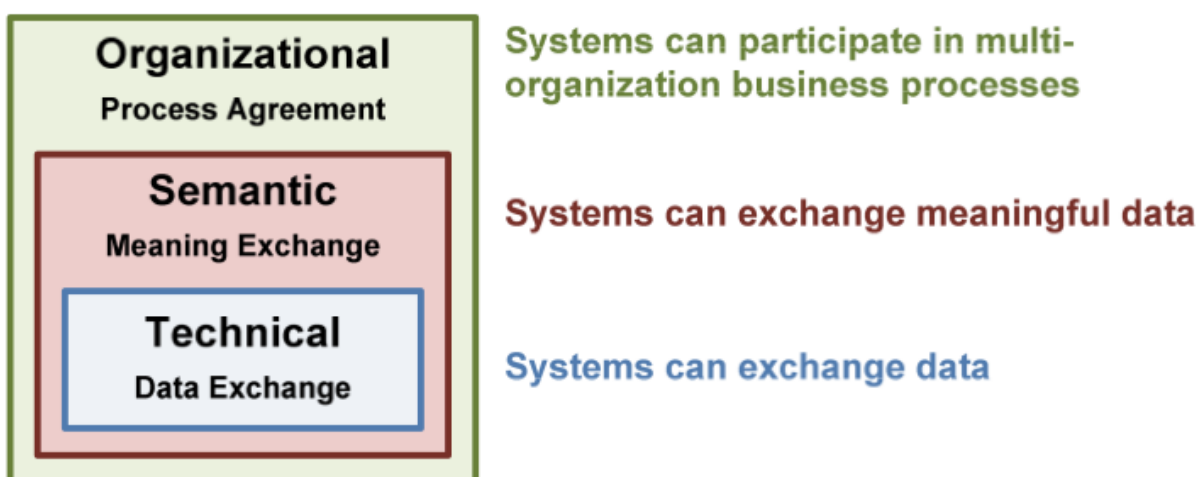 Organizational
Process Agreement
Systems can participate in multi-
organization business processes
Semantic
Meaning Exchange
Systems can exchange meaningful data
Technical
Data Exchange
Systems can exchange data